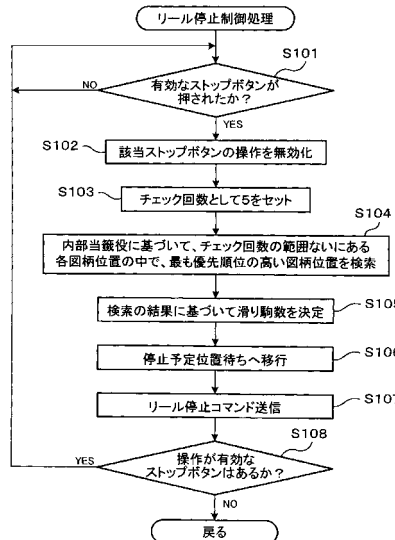 リール停止制御処理
S101
有効なストップボタンが
押されたか？
NO
YES
S102
該当ストップボタンの操作を無効化
S103
チェック回数として5をセット
S104
内部当籤役に基づいて、チェック回数の範囲ないにある
各図柄位置の中で、最も優先順位の高い図柄位置を検索
S105
検索の結果に基づいて滑り駒数を決定
S106
停止予定位置待ちへ移行
S107
リール停止コマンド送信
S108
操作が有効な
ストップボタンはあるか？
YES
NO
戻る